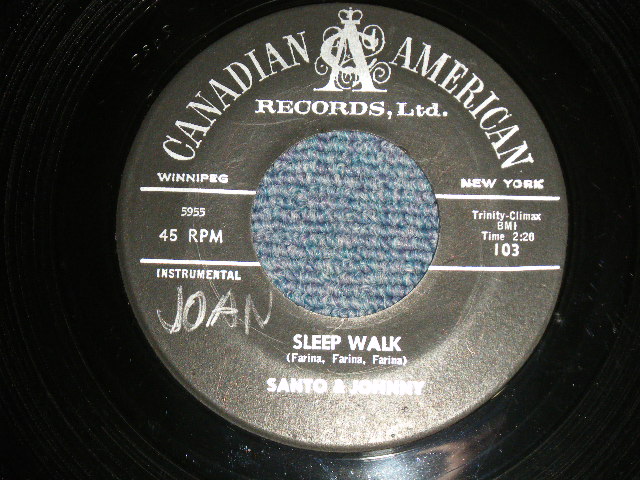 CANADIAN AMERICAN
RECORDS, Ltd.
WINNIPEG
NEW YORK
5955
45 RPM
Trinity-Climax
BMI
Time 2:20
103
INSTRUMENTAL
JOAN
SLEEP WALK
(Farina, Farina, Farina)
SANTO & JOHNNY